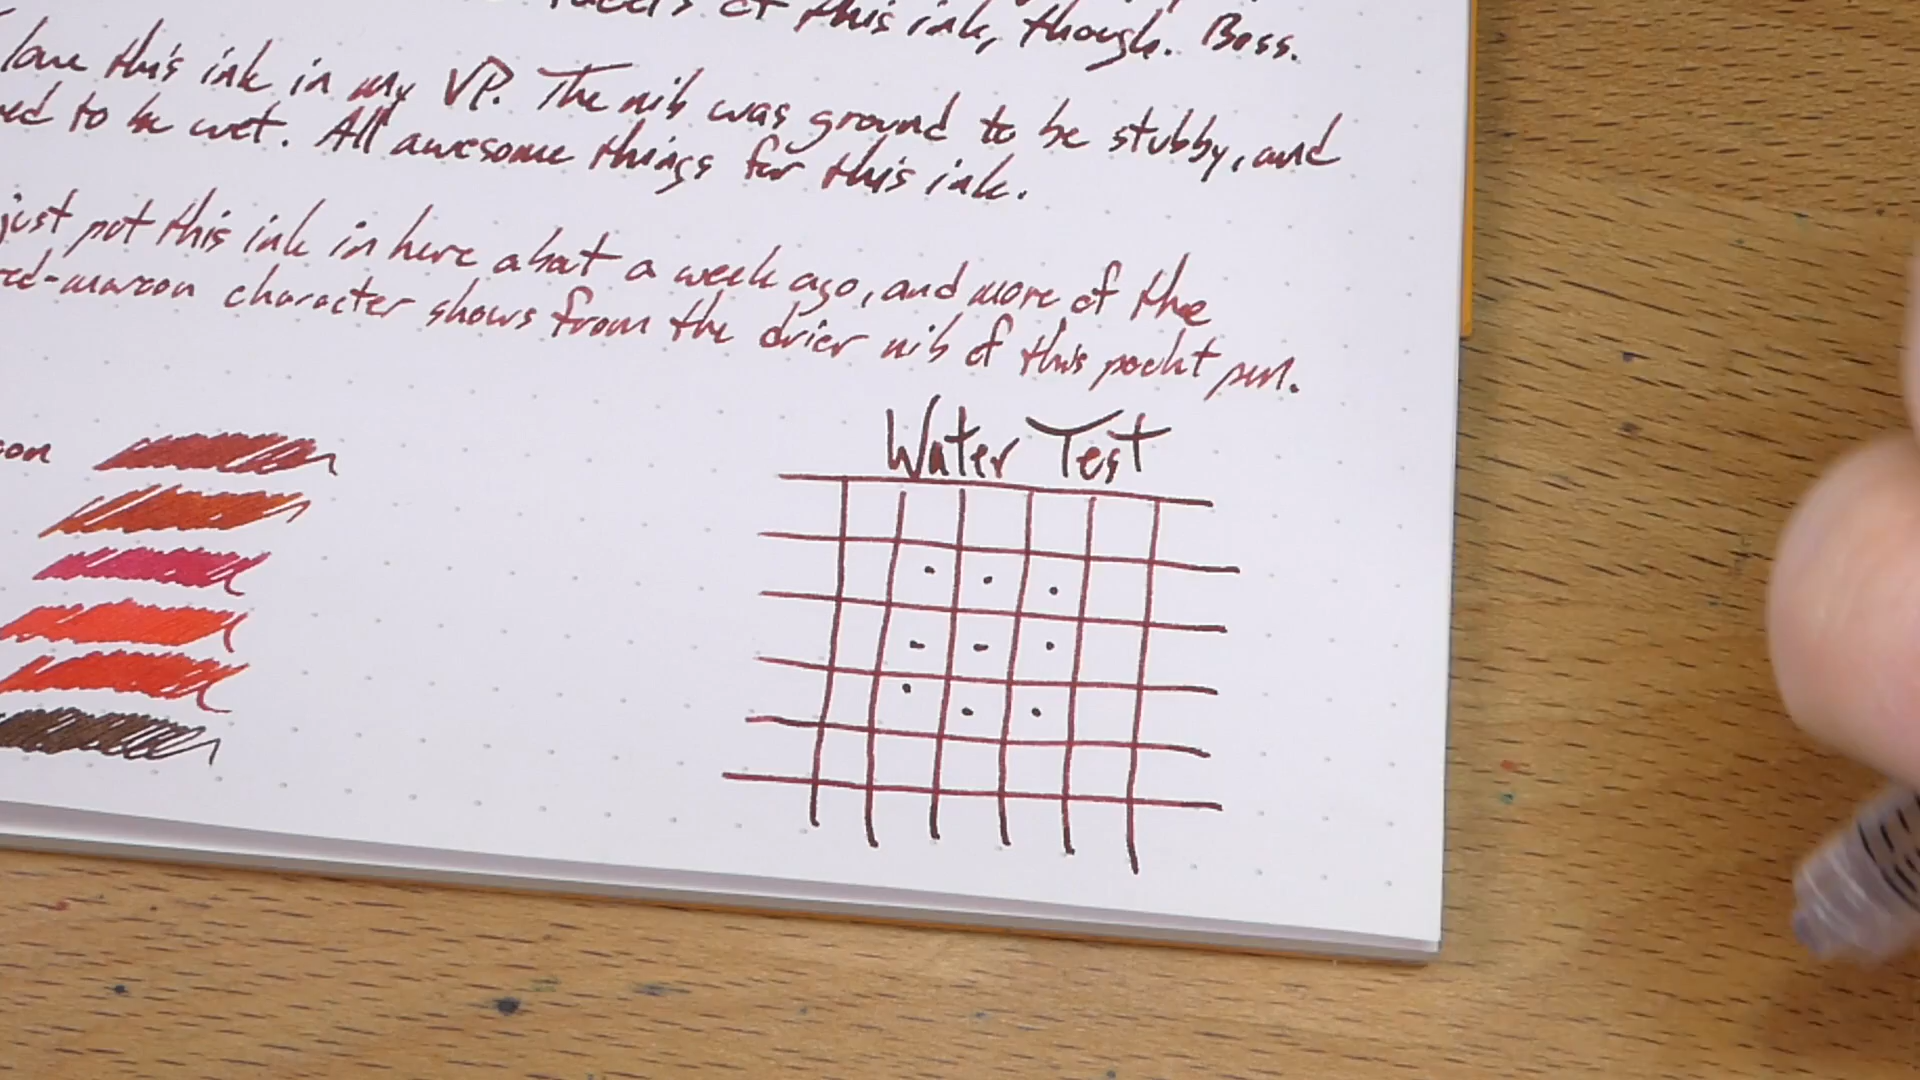 of this ink, though. Boss.
love this ink in my VP. The nib was ground to be stubby, and
to be wet. All awesome things for this ink.
just put this ink in here about a week ago, and more of the
red-maroon character shows from the drier nib of this pocket pen.
Water Test